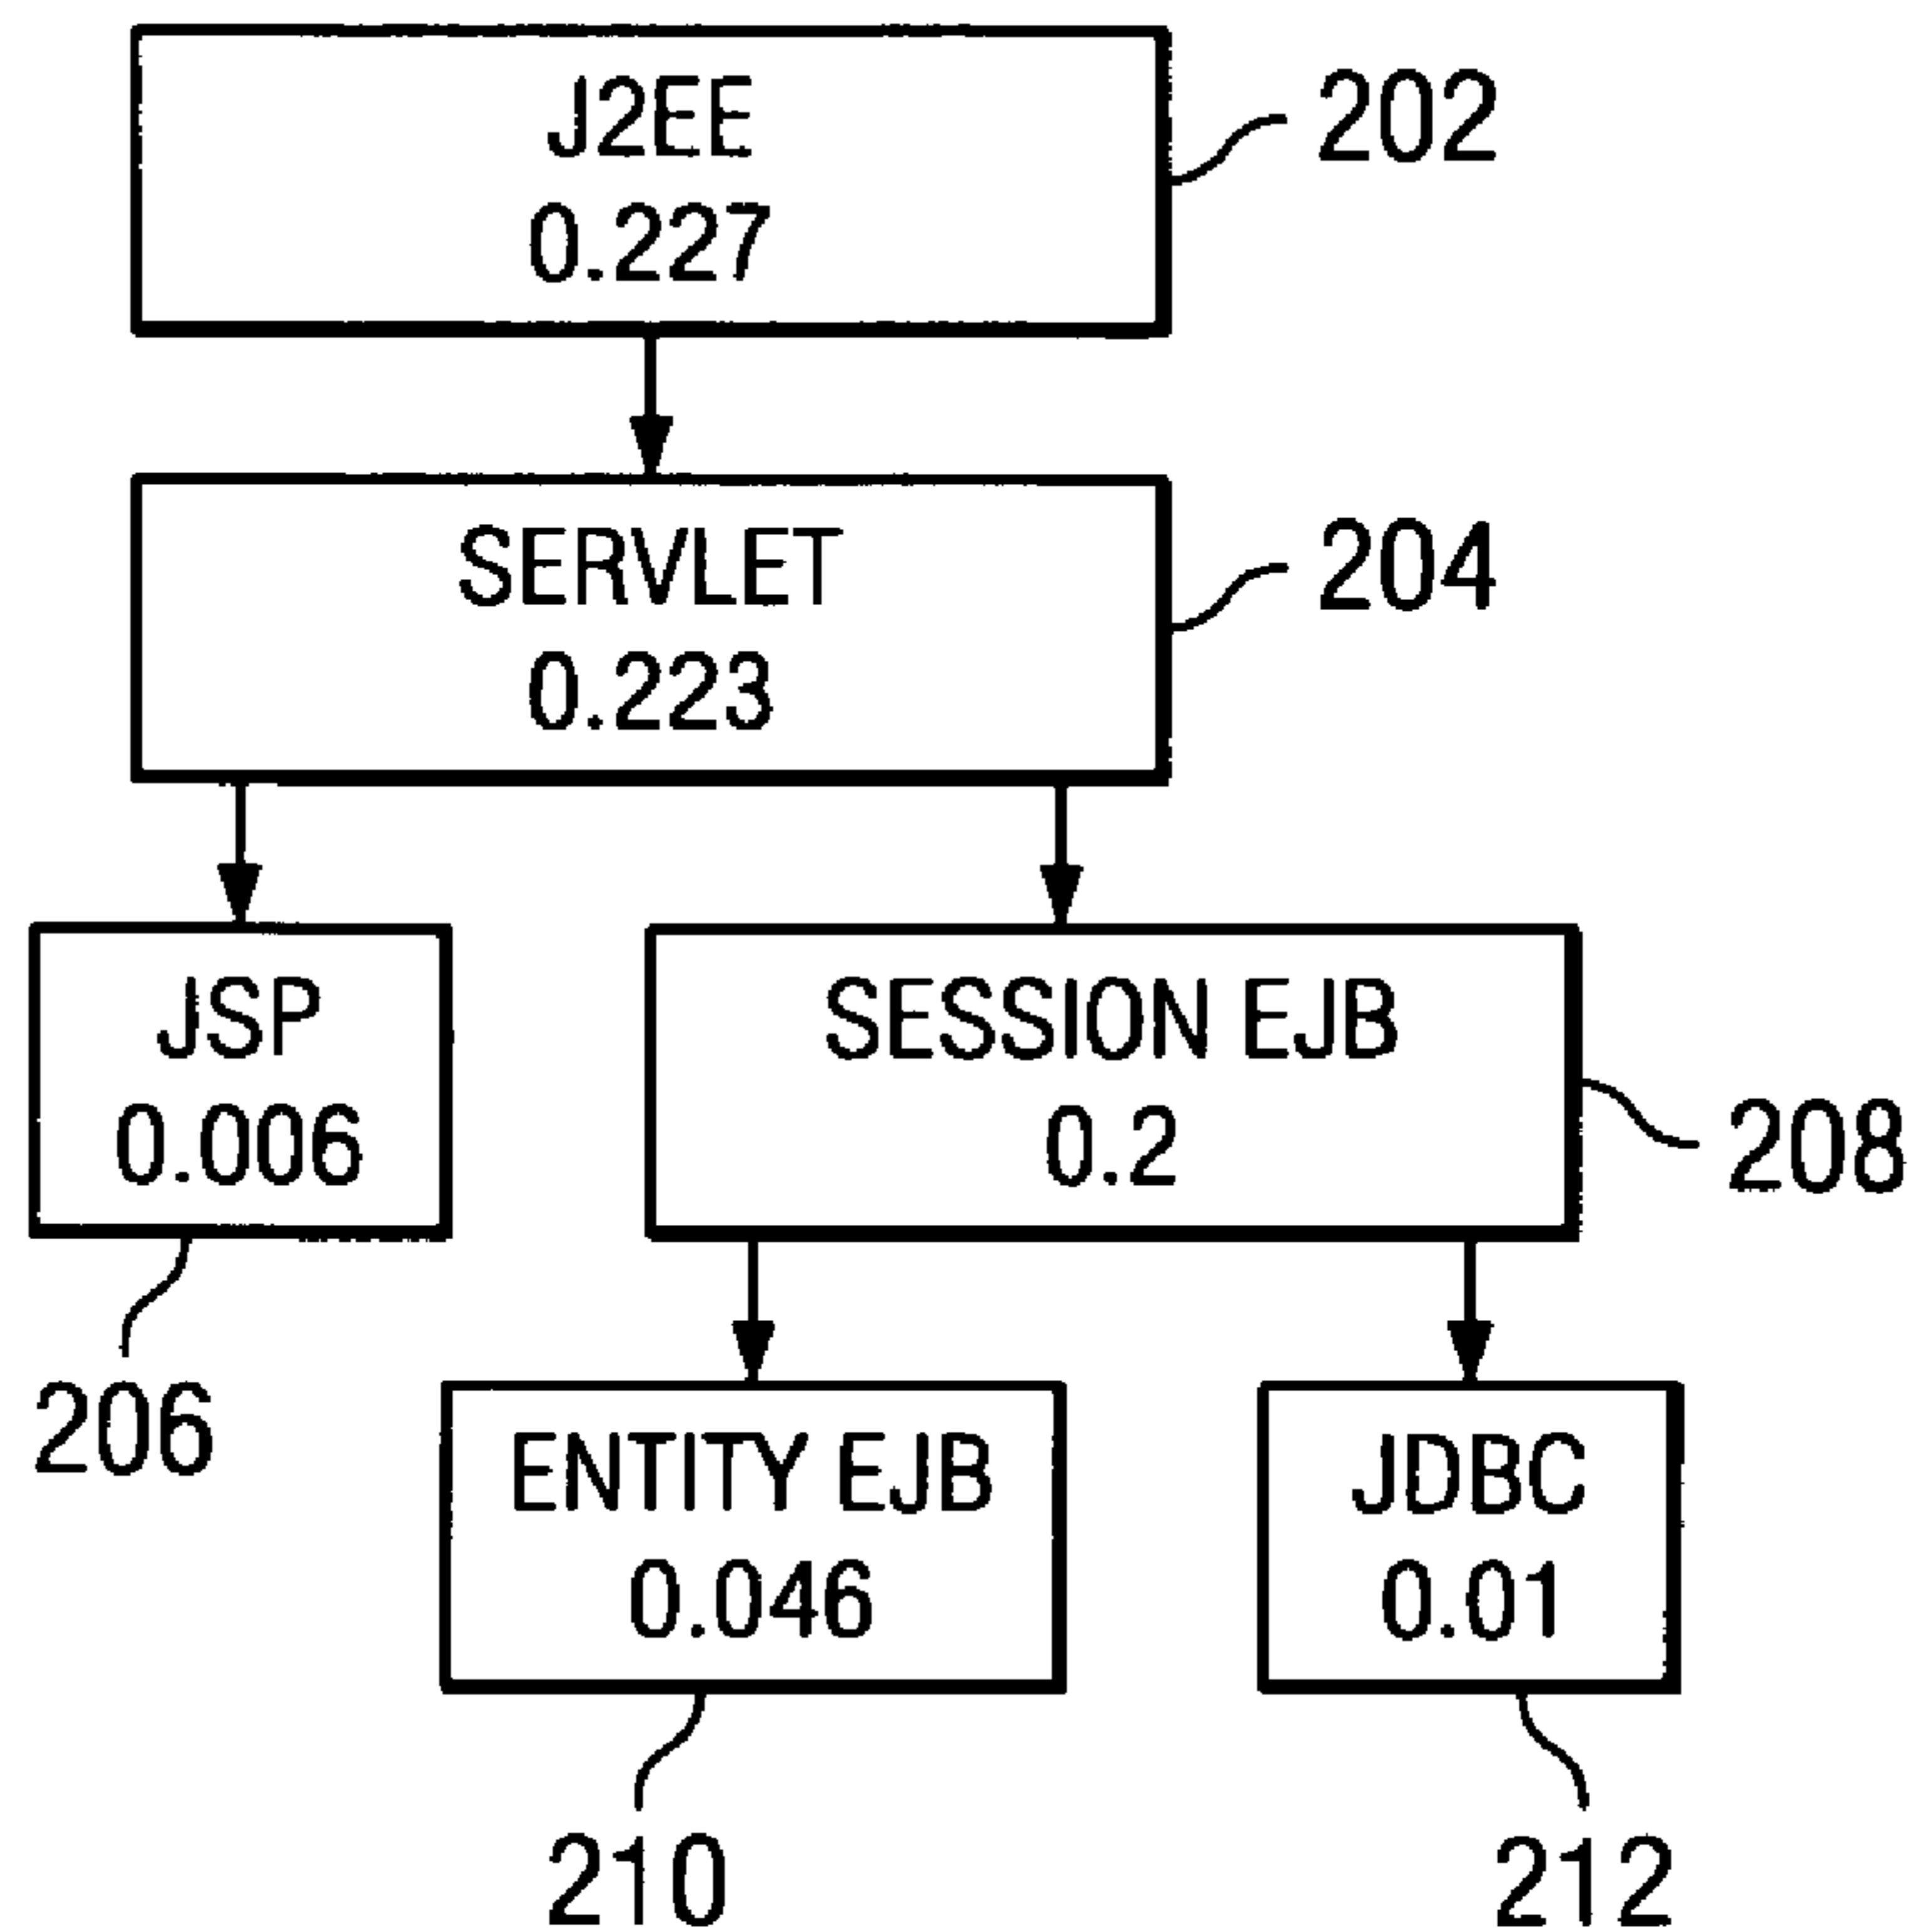 J2EE
0.227
202
SERVLET
0.223
204
JSP
0.006
SESSION EJB
0.2
208
206
ENTITY EJB
0.046
JDBC
0.01
210
212